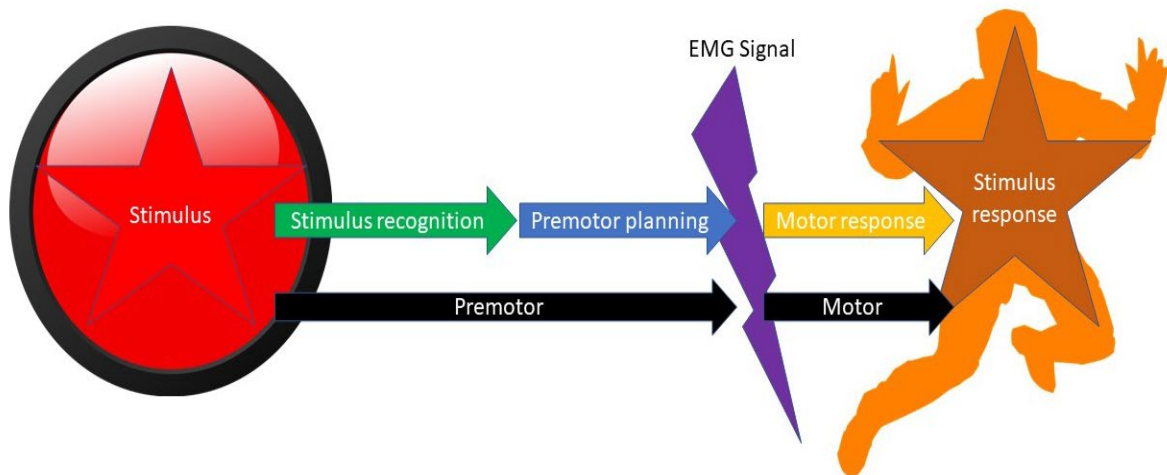 EMG Signal
Stimulus
Stimulus recognition
Premotor planning
Motor response
Stimulus
response
Premotor
Motor